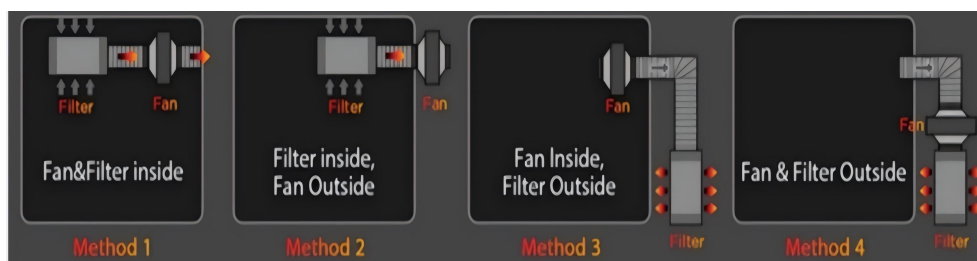 Filter
Fan
Fan&Filter inside
Method 1
Filter
Fan
Filter inside,
Fan Outside
Method 2
Fan
Fan Inside,
Filter Outside
Filter
Method 3
Fan
Fan & Filter Outside
Filter
Method 4